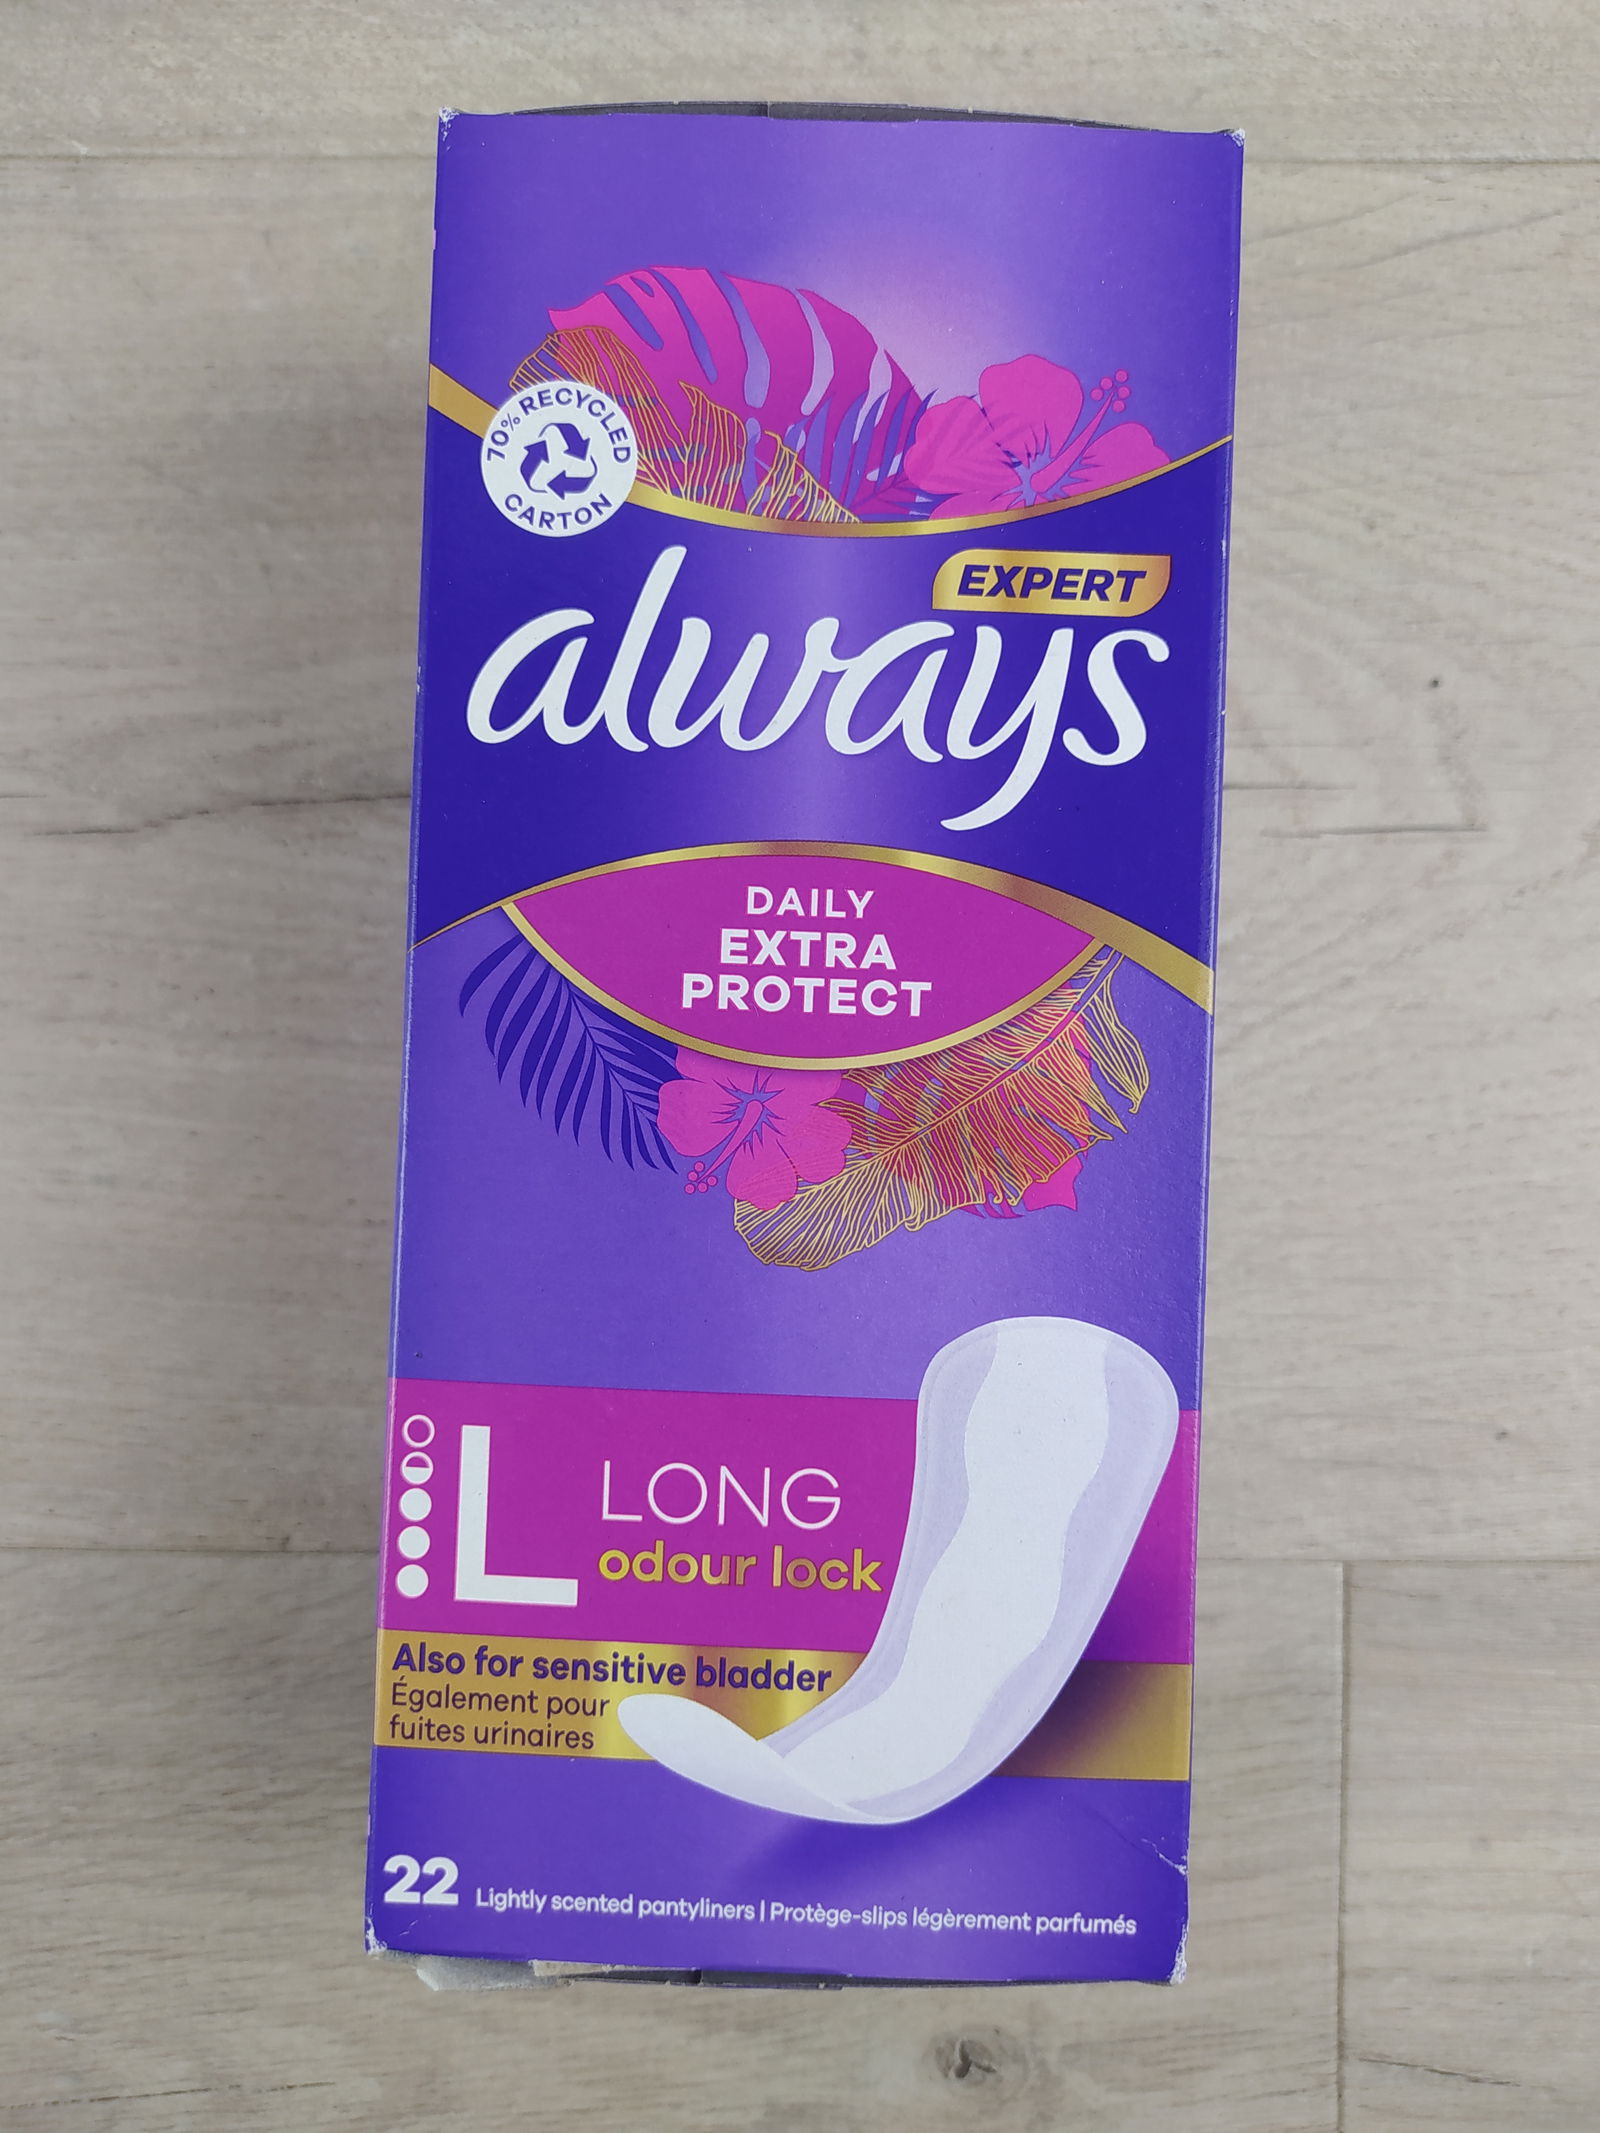 70% RECYCLED
CARTON
EXPERT
always
DAILY
EXTRA
PROTECT
L
LONG
odour lock
Also for sensitive bladder
Également pour
fuites urinaires
22 Lightly scented pantyliners | Protège-slips légèrement parfumés